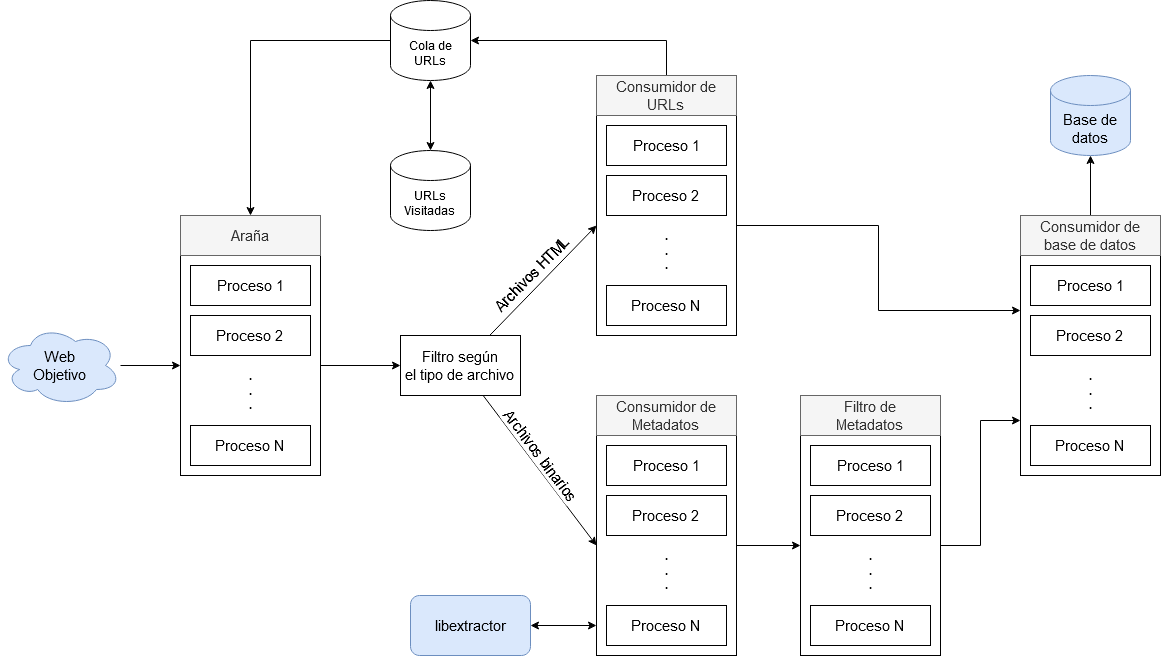 Cola de
URLs
URLs
Visitadas
Web
Objetivo
Araña
Proceso 1
Proceso 2
.
.
.
Proceso N
Filtro según
el tipo de archivo
Archivos HTML
Archivos binarios
Consumidor de
URLs
Proceso 1
Proceso 2
.
.
.
Proceso N
Consumidor de
Metadatos
Proceso 1
Proceso 2
.
.
.
Proceso N
libextractor
Filtro de
Metadatos
Proceso 1
Proceso 2
.
.
.
Proceso N
Base de
datos
Consumidor de
base de datos
Proceso 1
Proceso 2
.
.
.
Proceso N